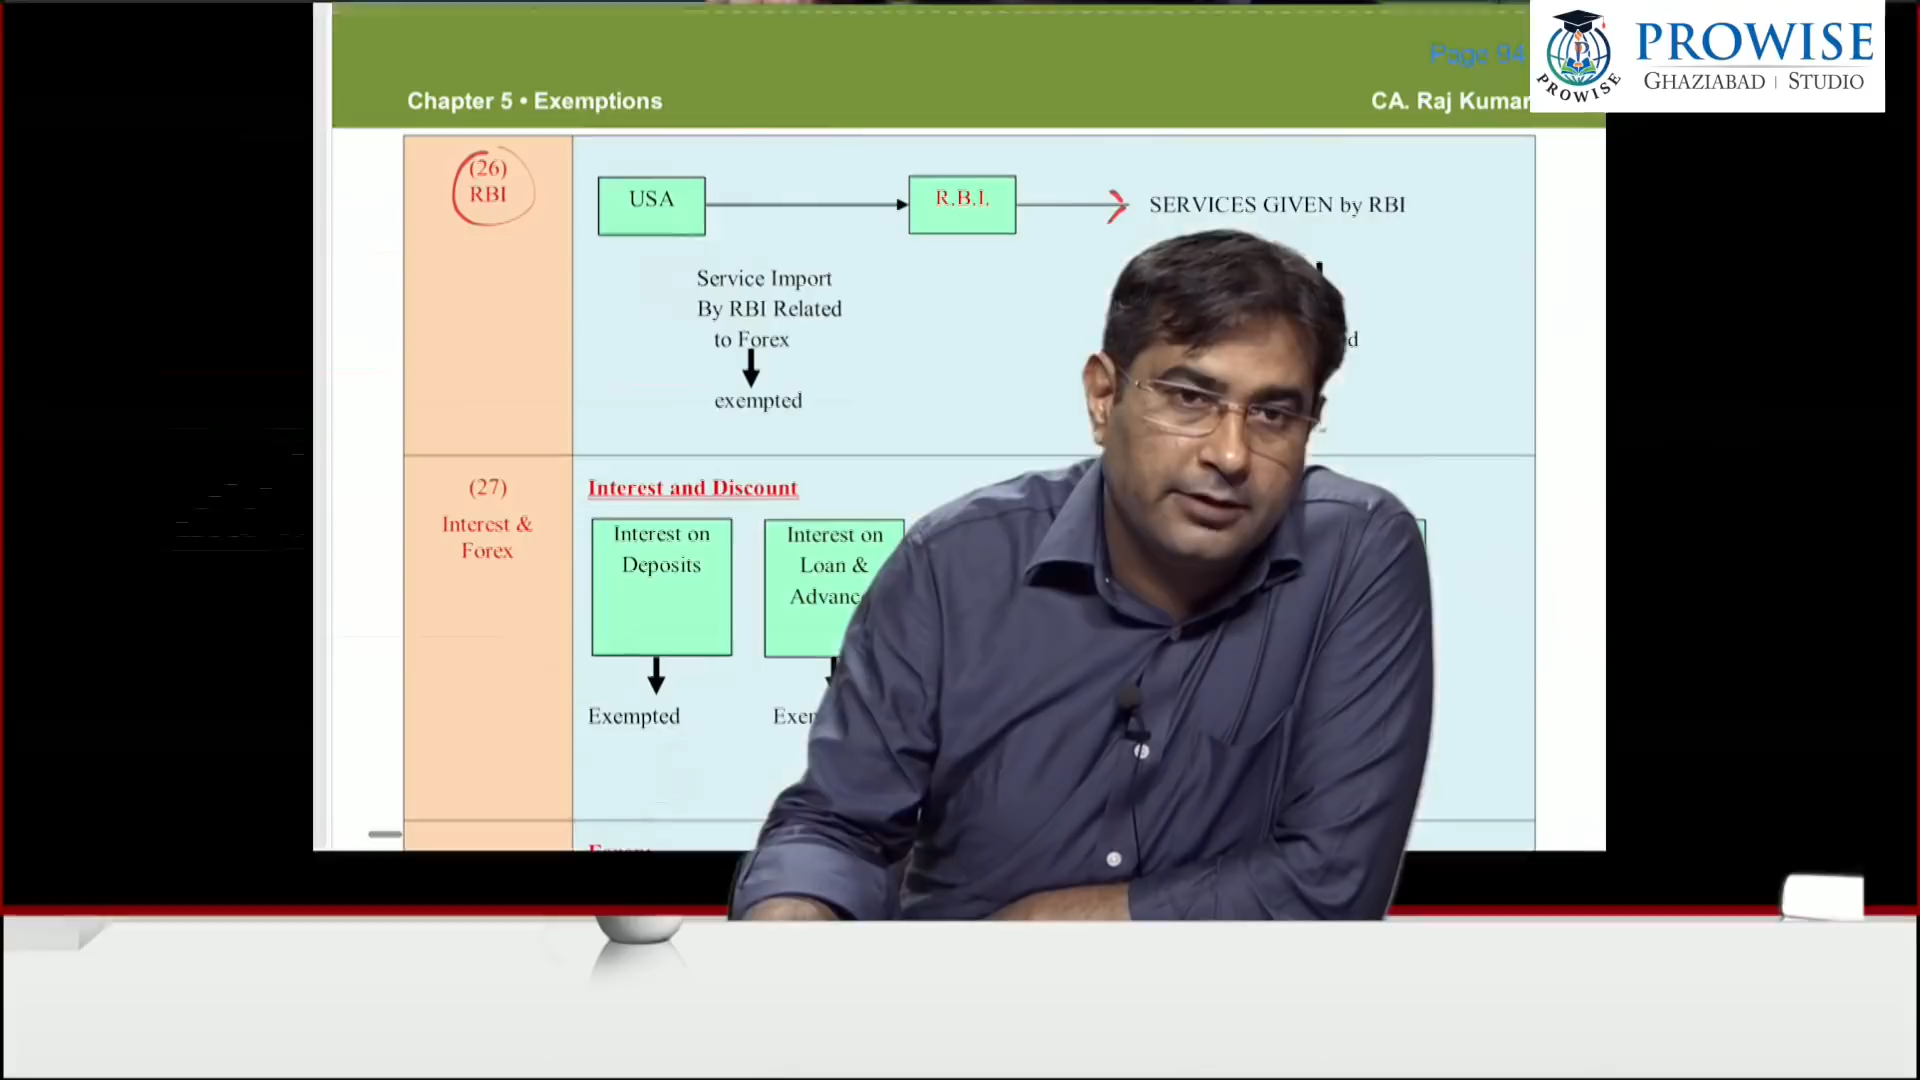 Page 94
PROWISE
GHAZIABAD | STUDIO
PROWISE
Chapter 5 • Exemptions
CA. Raj Kumar
(26)
RBI
USA
R.B.I.
SERVICES GIVEN by RBI
Service Import
By RBI Related
to Forex
exempted
(27)
Interest &
Forex
Interest and Discount
Interest on
Deposits
Interest on
Loan &
Exempted